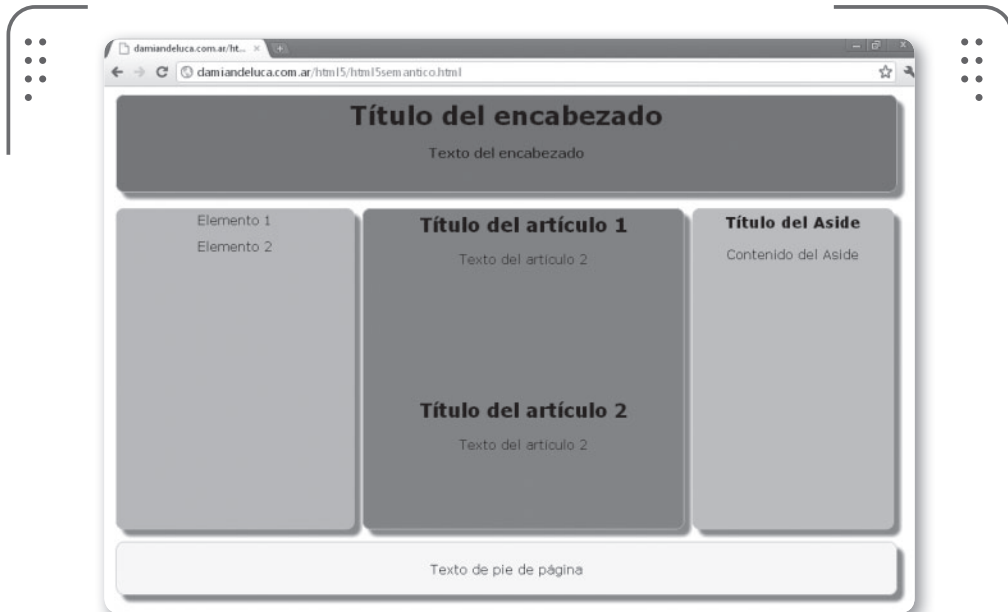 damiandeluca.com.ar/ht...
damiandeluca.com.ar/html5/html5semantico.html
Título del encabezado
Texto del encabezado
Elemento 1
Elemento 2
Título del artículo 1
Texto del artículo 2
Título del artículo 2
Texto del artículo 2
Título del Aside
Contenido del Aside
Texto de pie de página